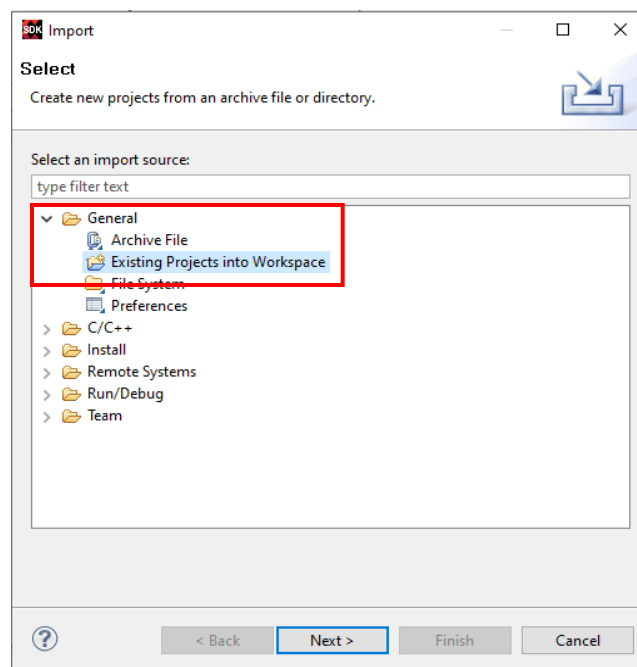 SDK Import
Select
Create new projects from an archive file or directory.
Select an import source:
type filter text
General
Archive File
Existing Projects into Workspace
File System
Preferences
C/C++
Install
Remote Systems
Run/Debug
Team
? < Back Next > Finish Cancel